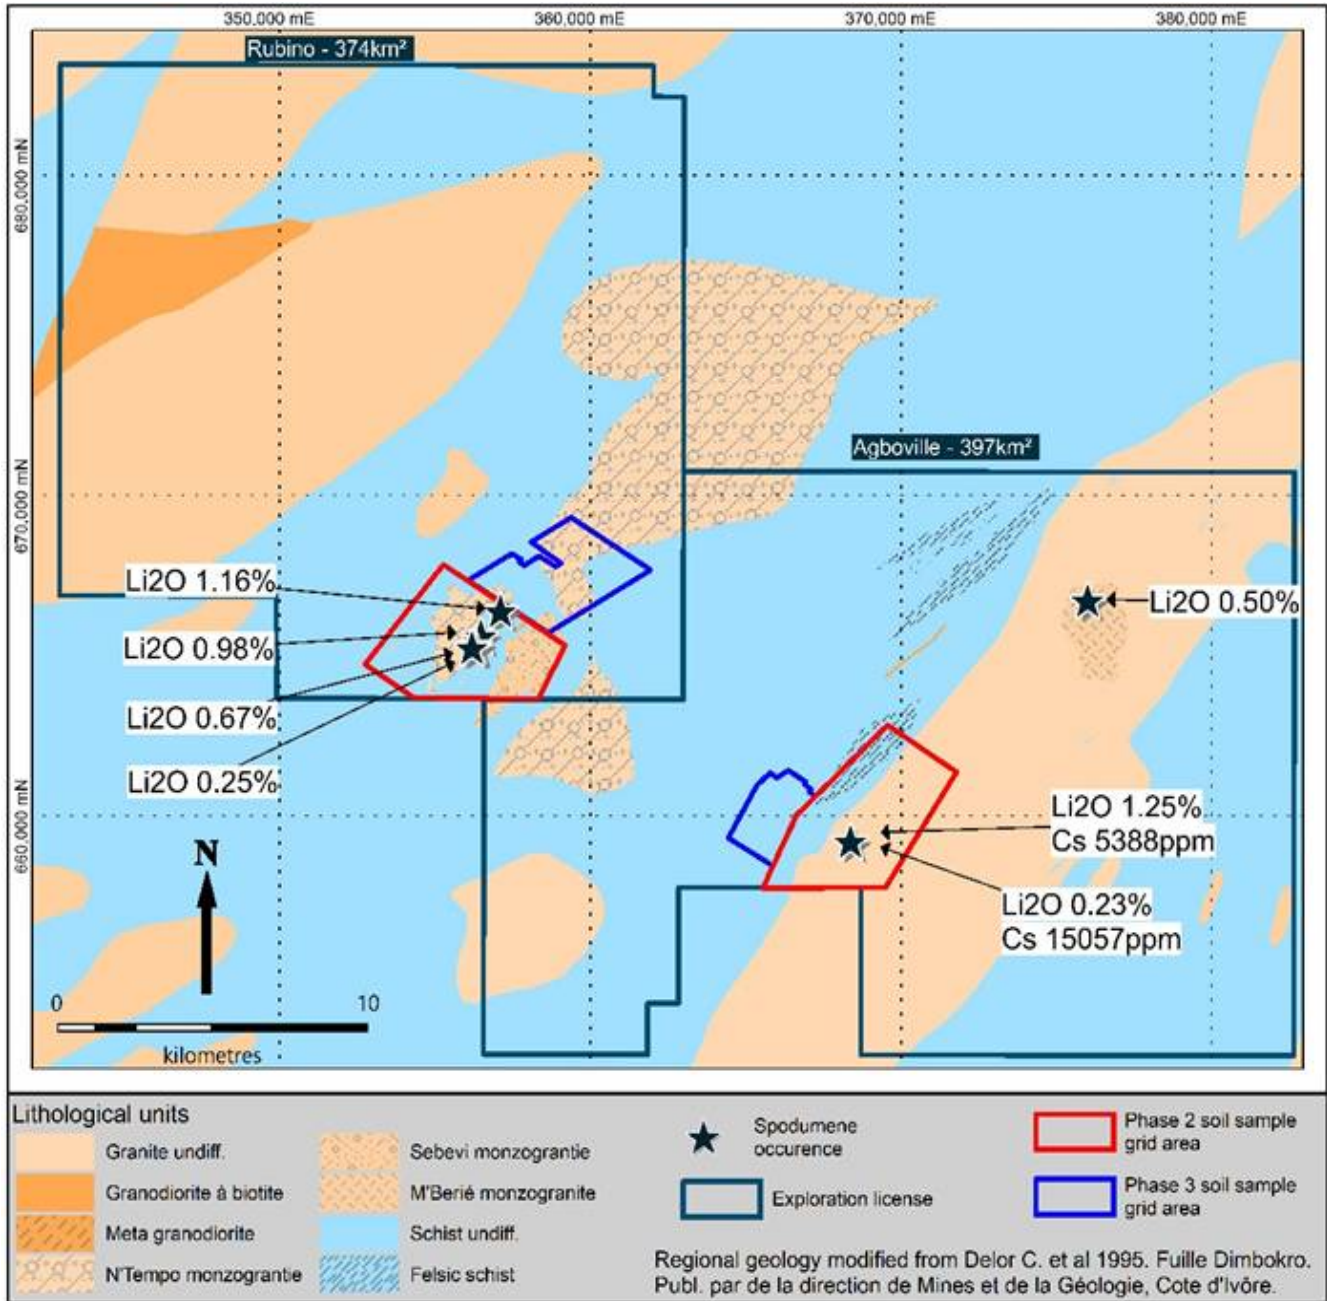 350,000 mE
360,000 mE
370,000 mE
380,000 mE
Rubino - 374km²
680,000 mN
Agboville - 397km²
670,000 mN
Li2O 1.16%
Li2O 0.50%
Li2O 0.98%
Li2O 0.67%
Li2O 0.25%
660,000 mN
Li2O 1.25%
Cs 5388ppm
N
Li2O 0.23%
Cs 15057ppm
0
10
kilometres
Lithological units
Granite undiff.
Granodiorite à biotite
Meta granodiorite
N'Tempo monzograntie
Sebevi monzograntie
M'Berié monzogranite
Schist undiff.
Felsic schist
Spodumene
occurence
Exploration license
Phase 2 soil sample
grid area
Phase 3 soil sample
grid area
Regional geology modified from Delor C. et al 1995. Fuille Dimbokro.
Publ. par de la direction de Mines et de la Géologie, Cote d'Ivôre.